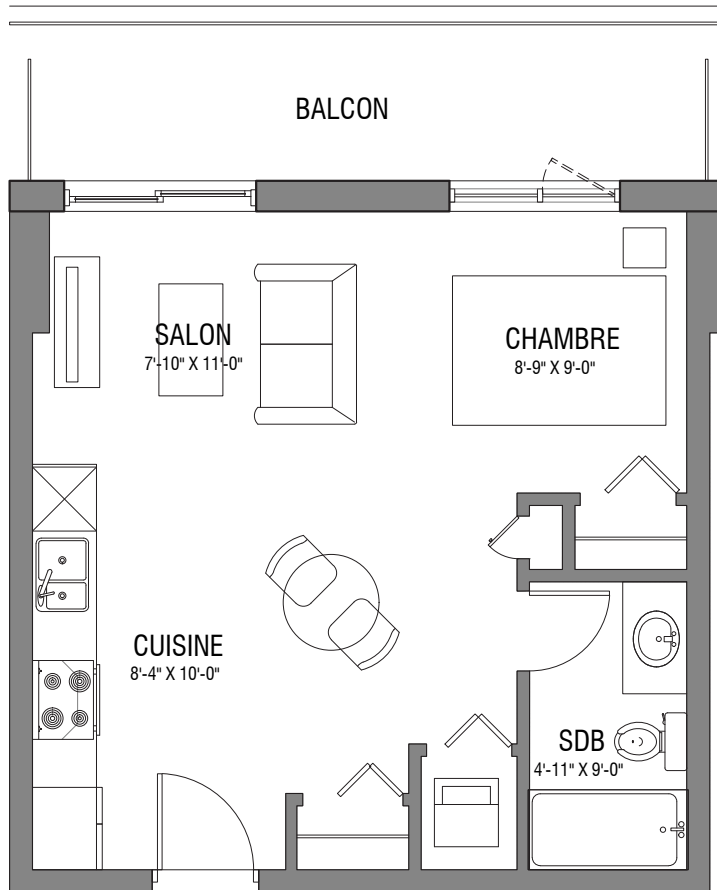 BALCON
SALON
7'-10" X 11'-0"
CHAMBRE
8'-9" X 9'-0"
CUISINE
8'-4" X 10'-0"
SDB
4'-11" X 9'-0"